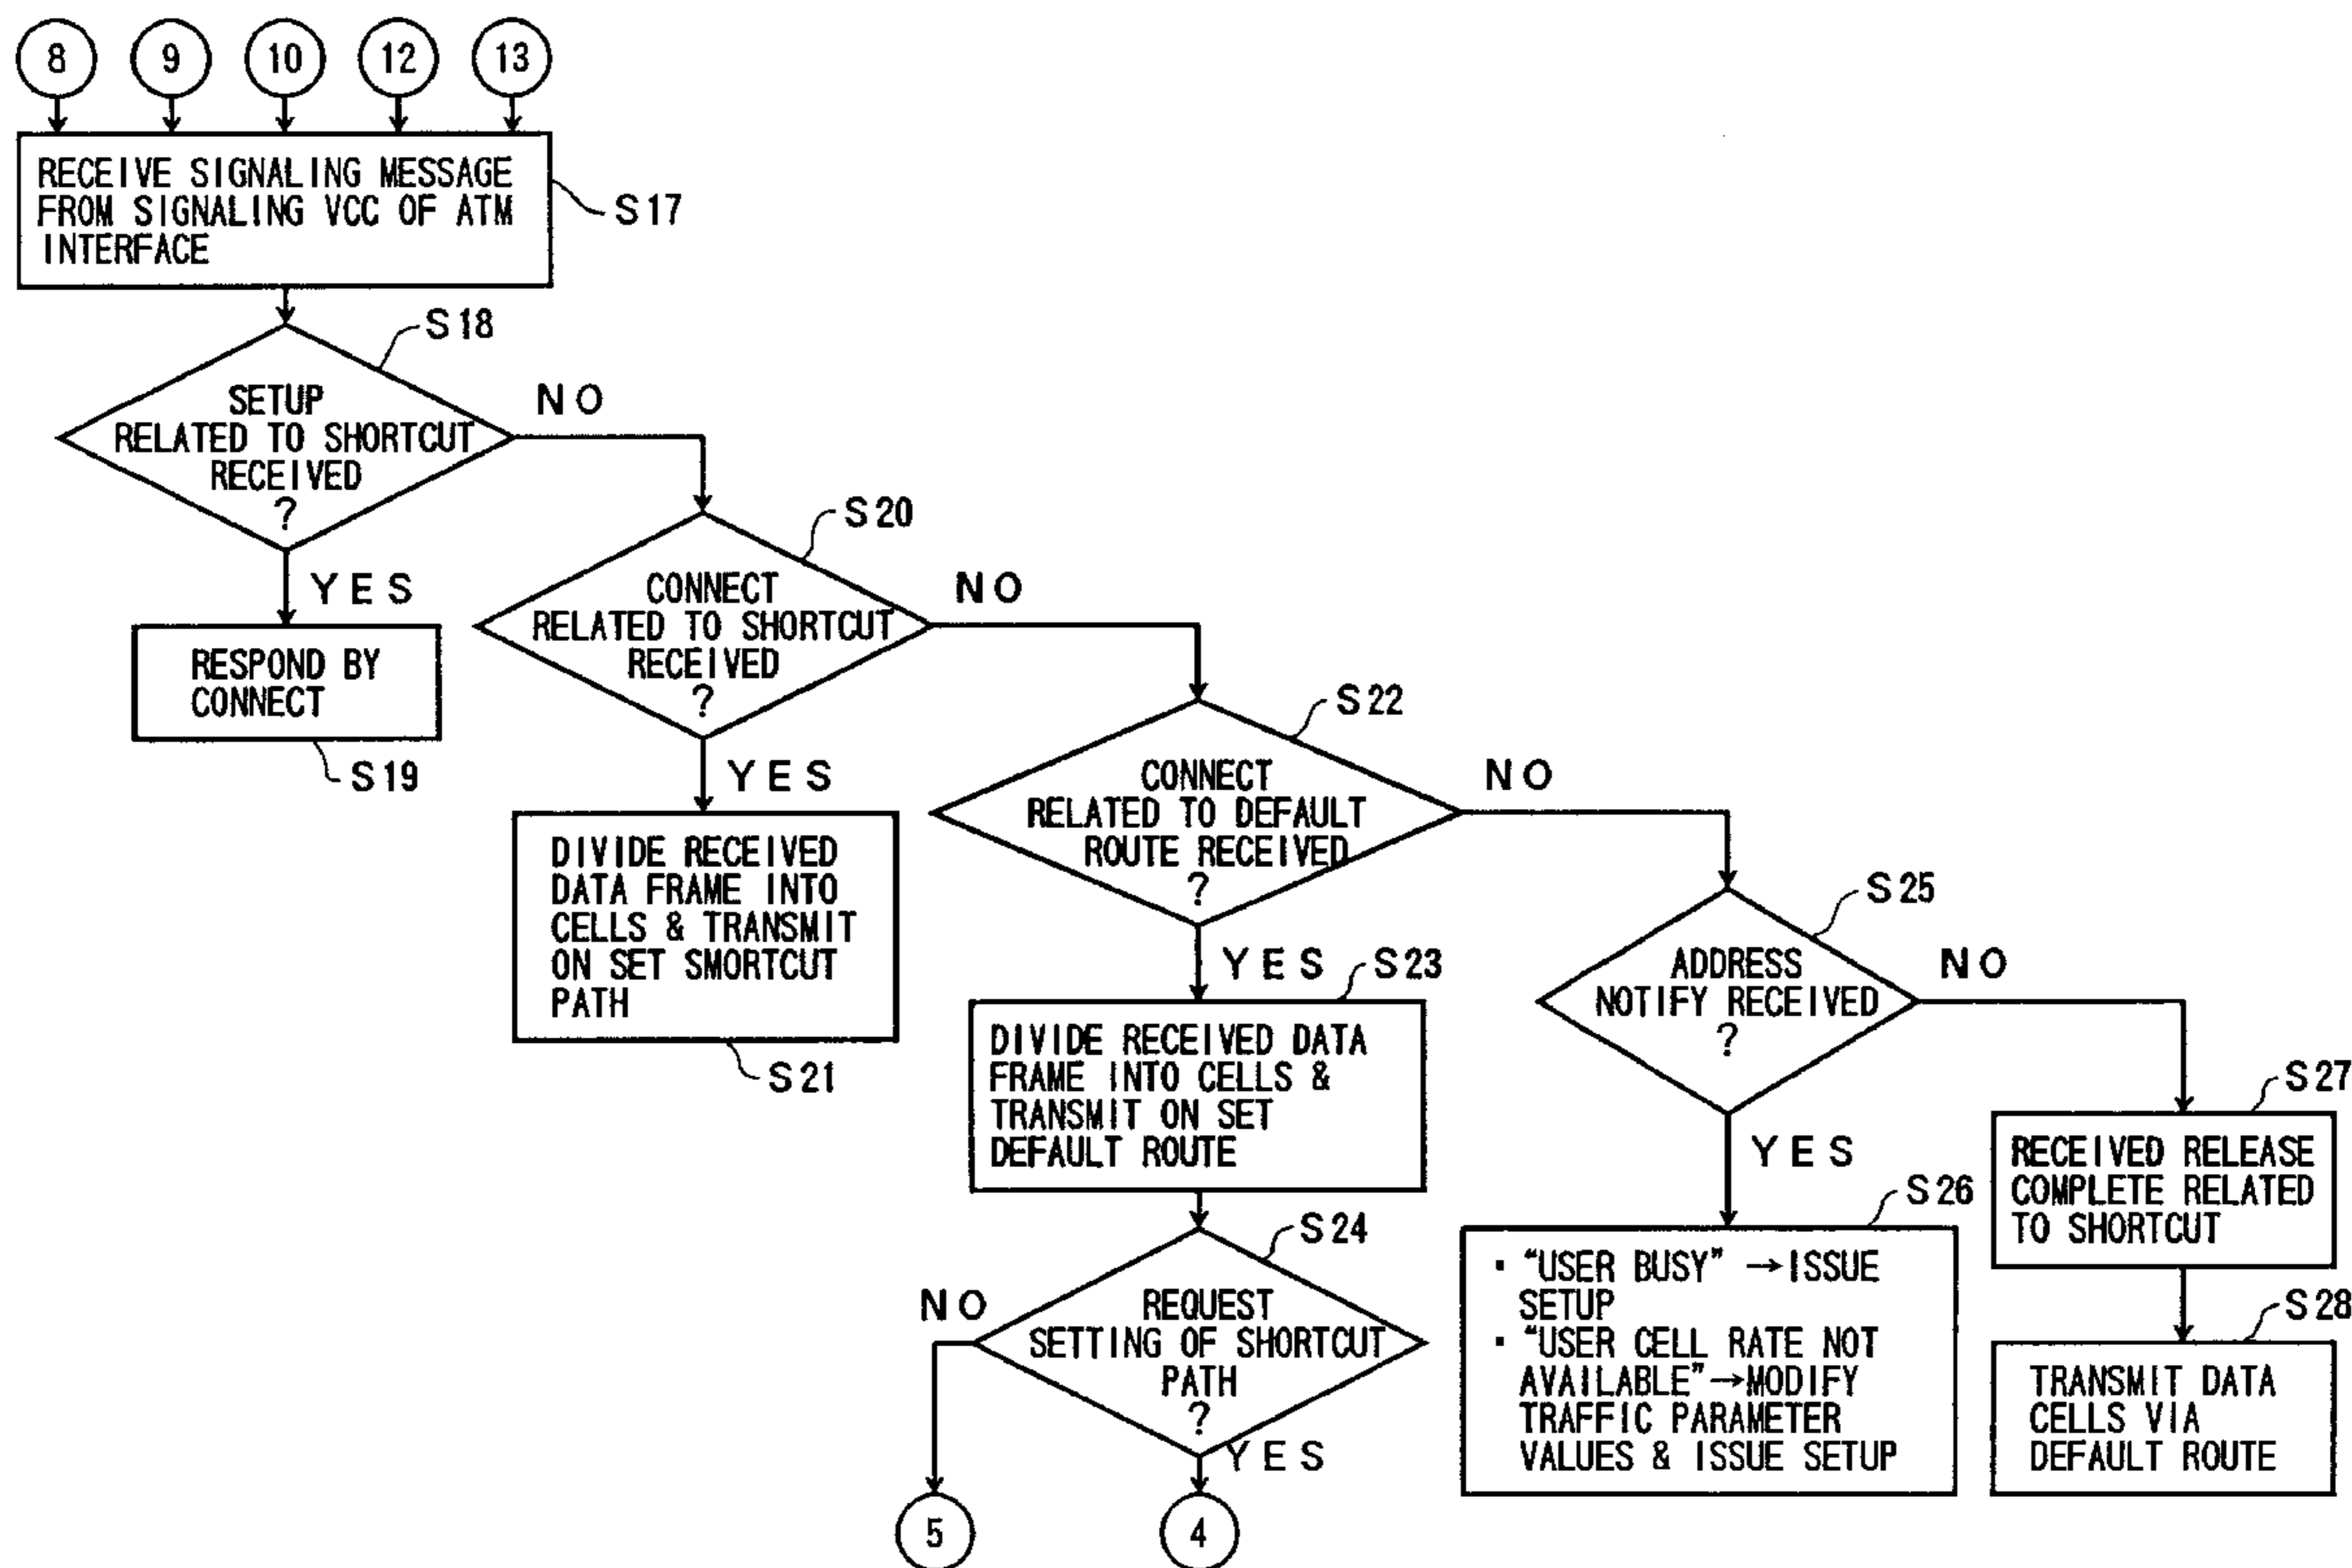 8 9 10 12 13
RECEIVE SIGNALING MESSAGE
FROM SIGNALING VCC OF ATM
INTERFACE
S17
S18
SETUP
RELATED TO SHORTCUT
RECEIVED
?
NO
YES
RESPOND BY
CONNECT
S19
S20
CONNECT
RELATED TO SHORTCUT
RECEIVED
?
NO
YES
DIVIDE RECEIVED
DATA FRAME INTO
CELLS & TRANSMIT
ON SET SMORTCUT
PATH
S21
S22
CONNECT
RELATED TO DEFAULT
ROUTE RECEIVED
?
NO
YES
S23
DIVIDE RECEIVED DATA
FRAME INTO CELLS &
TRANSMIT ON SET
DEFAULT ROUTE
S24
REQUEST
SETTING OF SHORTCUT
PATH
?
NO
YES
5
4
S25
ADDRESS
NOTIFY RECEIVED
?
NO
YES
S26
· “USER BUSY” →ISSUE
SETUP
· “USER CELL RATE NOT
AVAILABLE”→MODIFY
TRAFFIC PARAMETER
VALUES & ISSUE SETUP
S27
RECEIVED RELEASE
COMPLETE RELATED
TO SHORTCUT
S28
TRANSMIT DATA
CELLS VIA
DEFAULT ROUTE